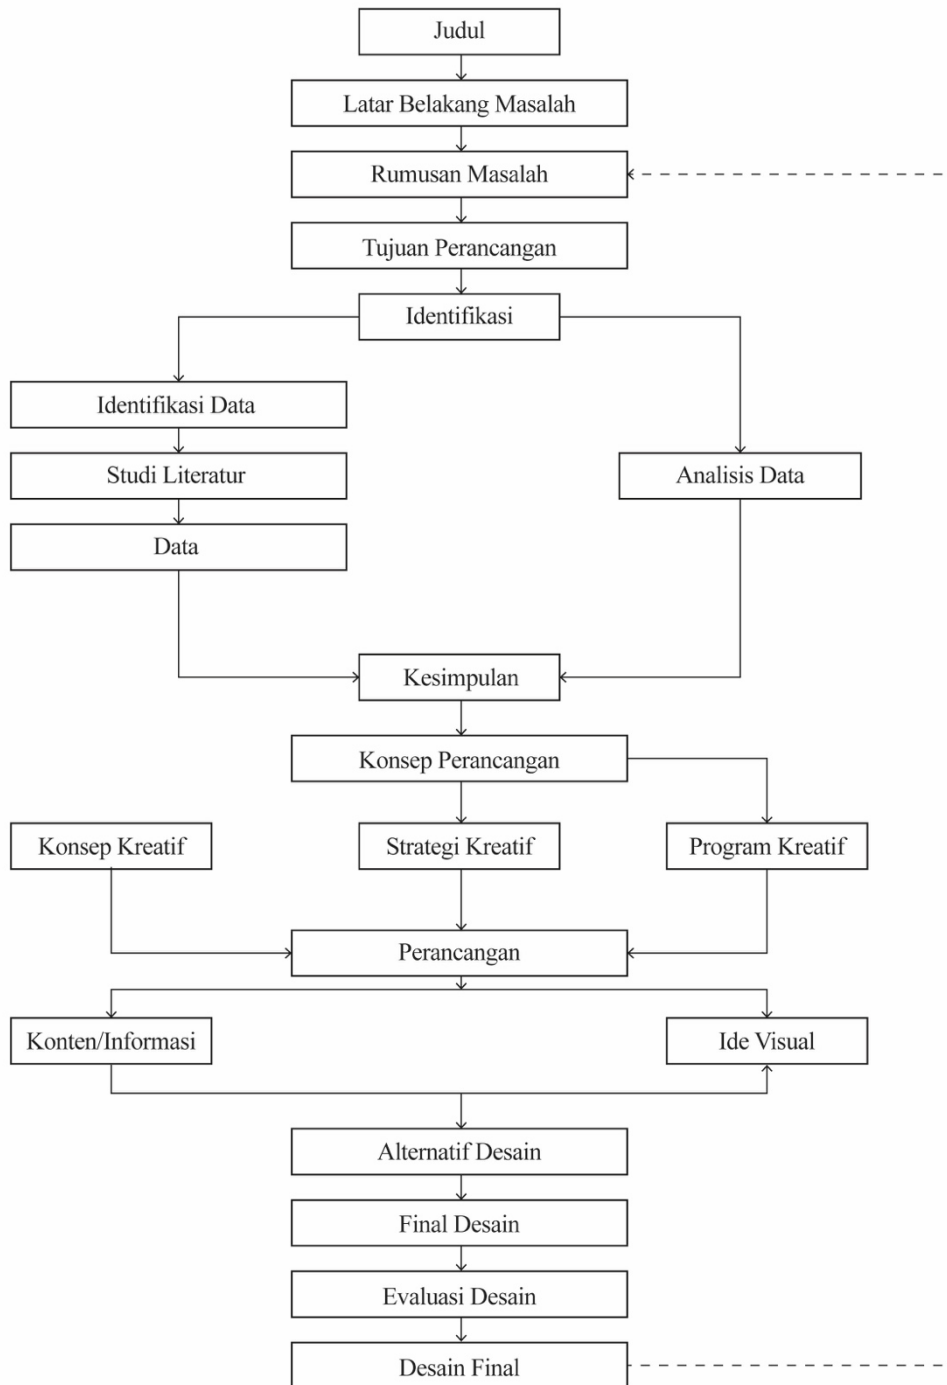 Judul
Latar Belakang Masalah
Rumusan Masalah
Tujuan Perancangan
Identifikasi
Identifikasi Data
Studi Literatur
Analisis Data
Data
Kesimpulan
Konsep Perancangan
Konsep Kreatif
Strategi Kreatif
Program Kreatif
Perancangan
Konten/Informasi
Ide Visual
Alternatif Desain
Final Desain
Evaluasi Desain
Desain Final